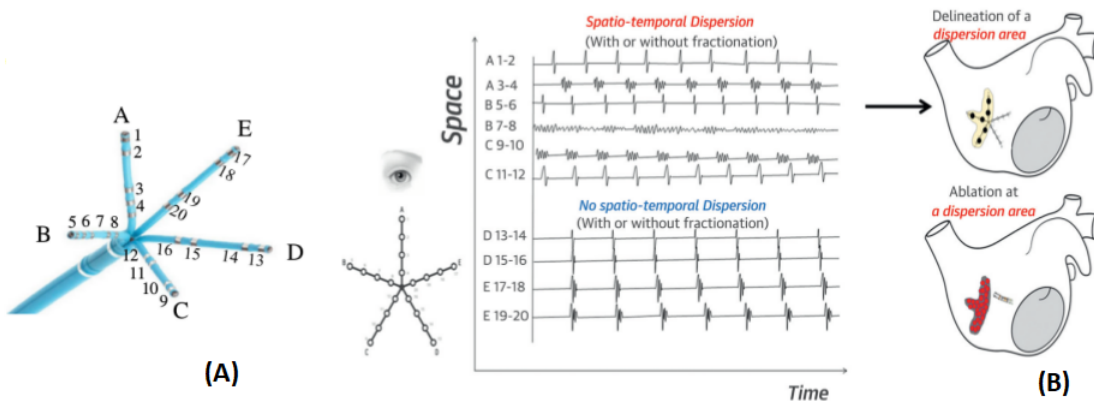 A
1
2
3
4
E
17
18
19
20
B
5 6 7 8
12
16 15 14 13
D
11
10
9
C
(A)
Space
Spatio-temporal Dispersion
(With or without fractionation)
A 1-2
A 3-4
B 5-6
B 7-8
C 9-10
C 11-12
No spatio-temporal Dispersion
(With or without fractionation)
D 13-14
D 15-16
E 17-18
E 19-20
Time
A
B
E
C
D
Delineation of a
dispersion area
Ablation at
a dispersion area
(B)